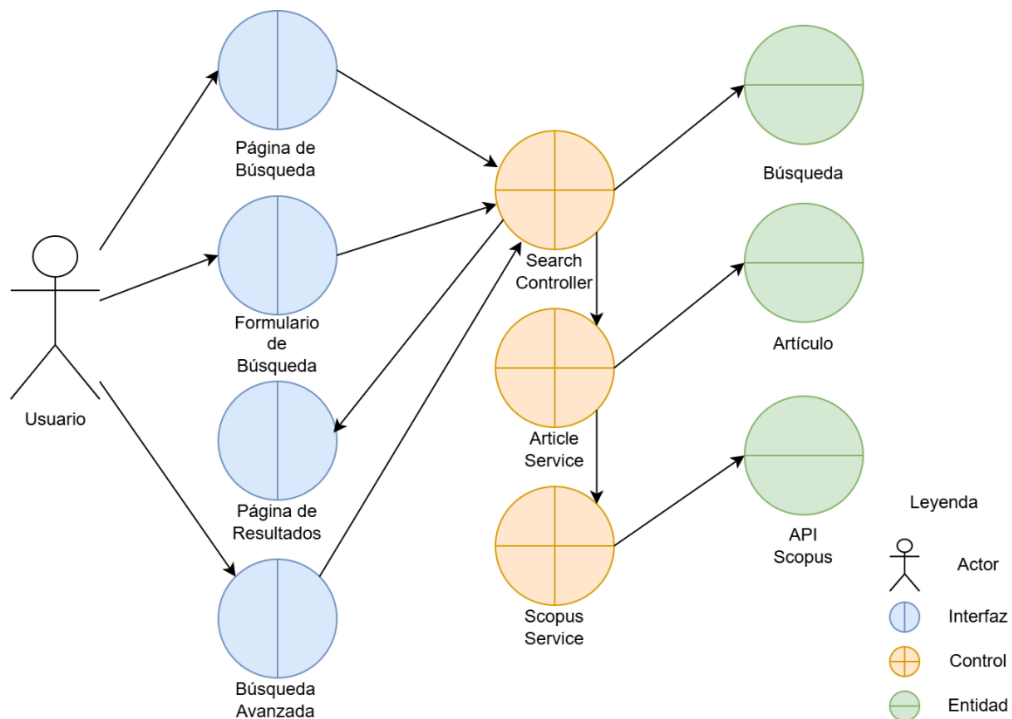 Página de
Búsqueda
Búsqueda
Search
Controller
Formulario
de
Búsqueda
Artículo
Usuario
Article
Service
Página de
Resultados
Leyenda
API
Scopus
Actor
Scopus
Service
Interfaz
Control
Búsqueda
Avanzada
Entidad